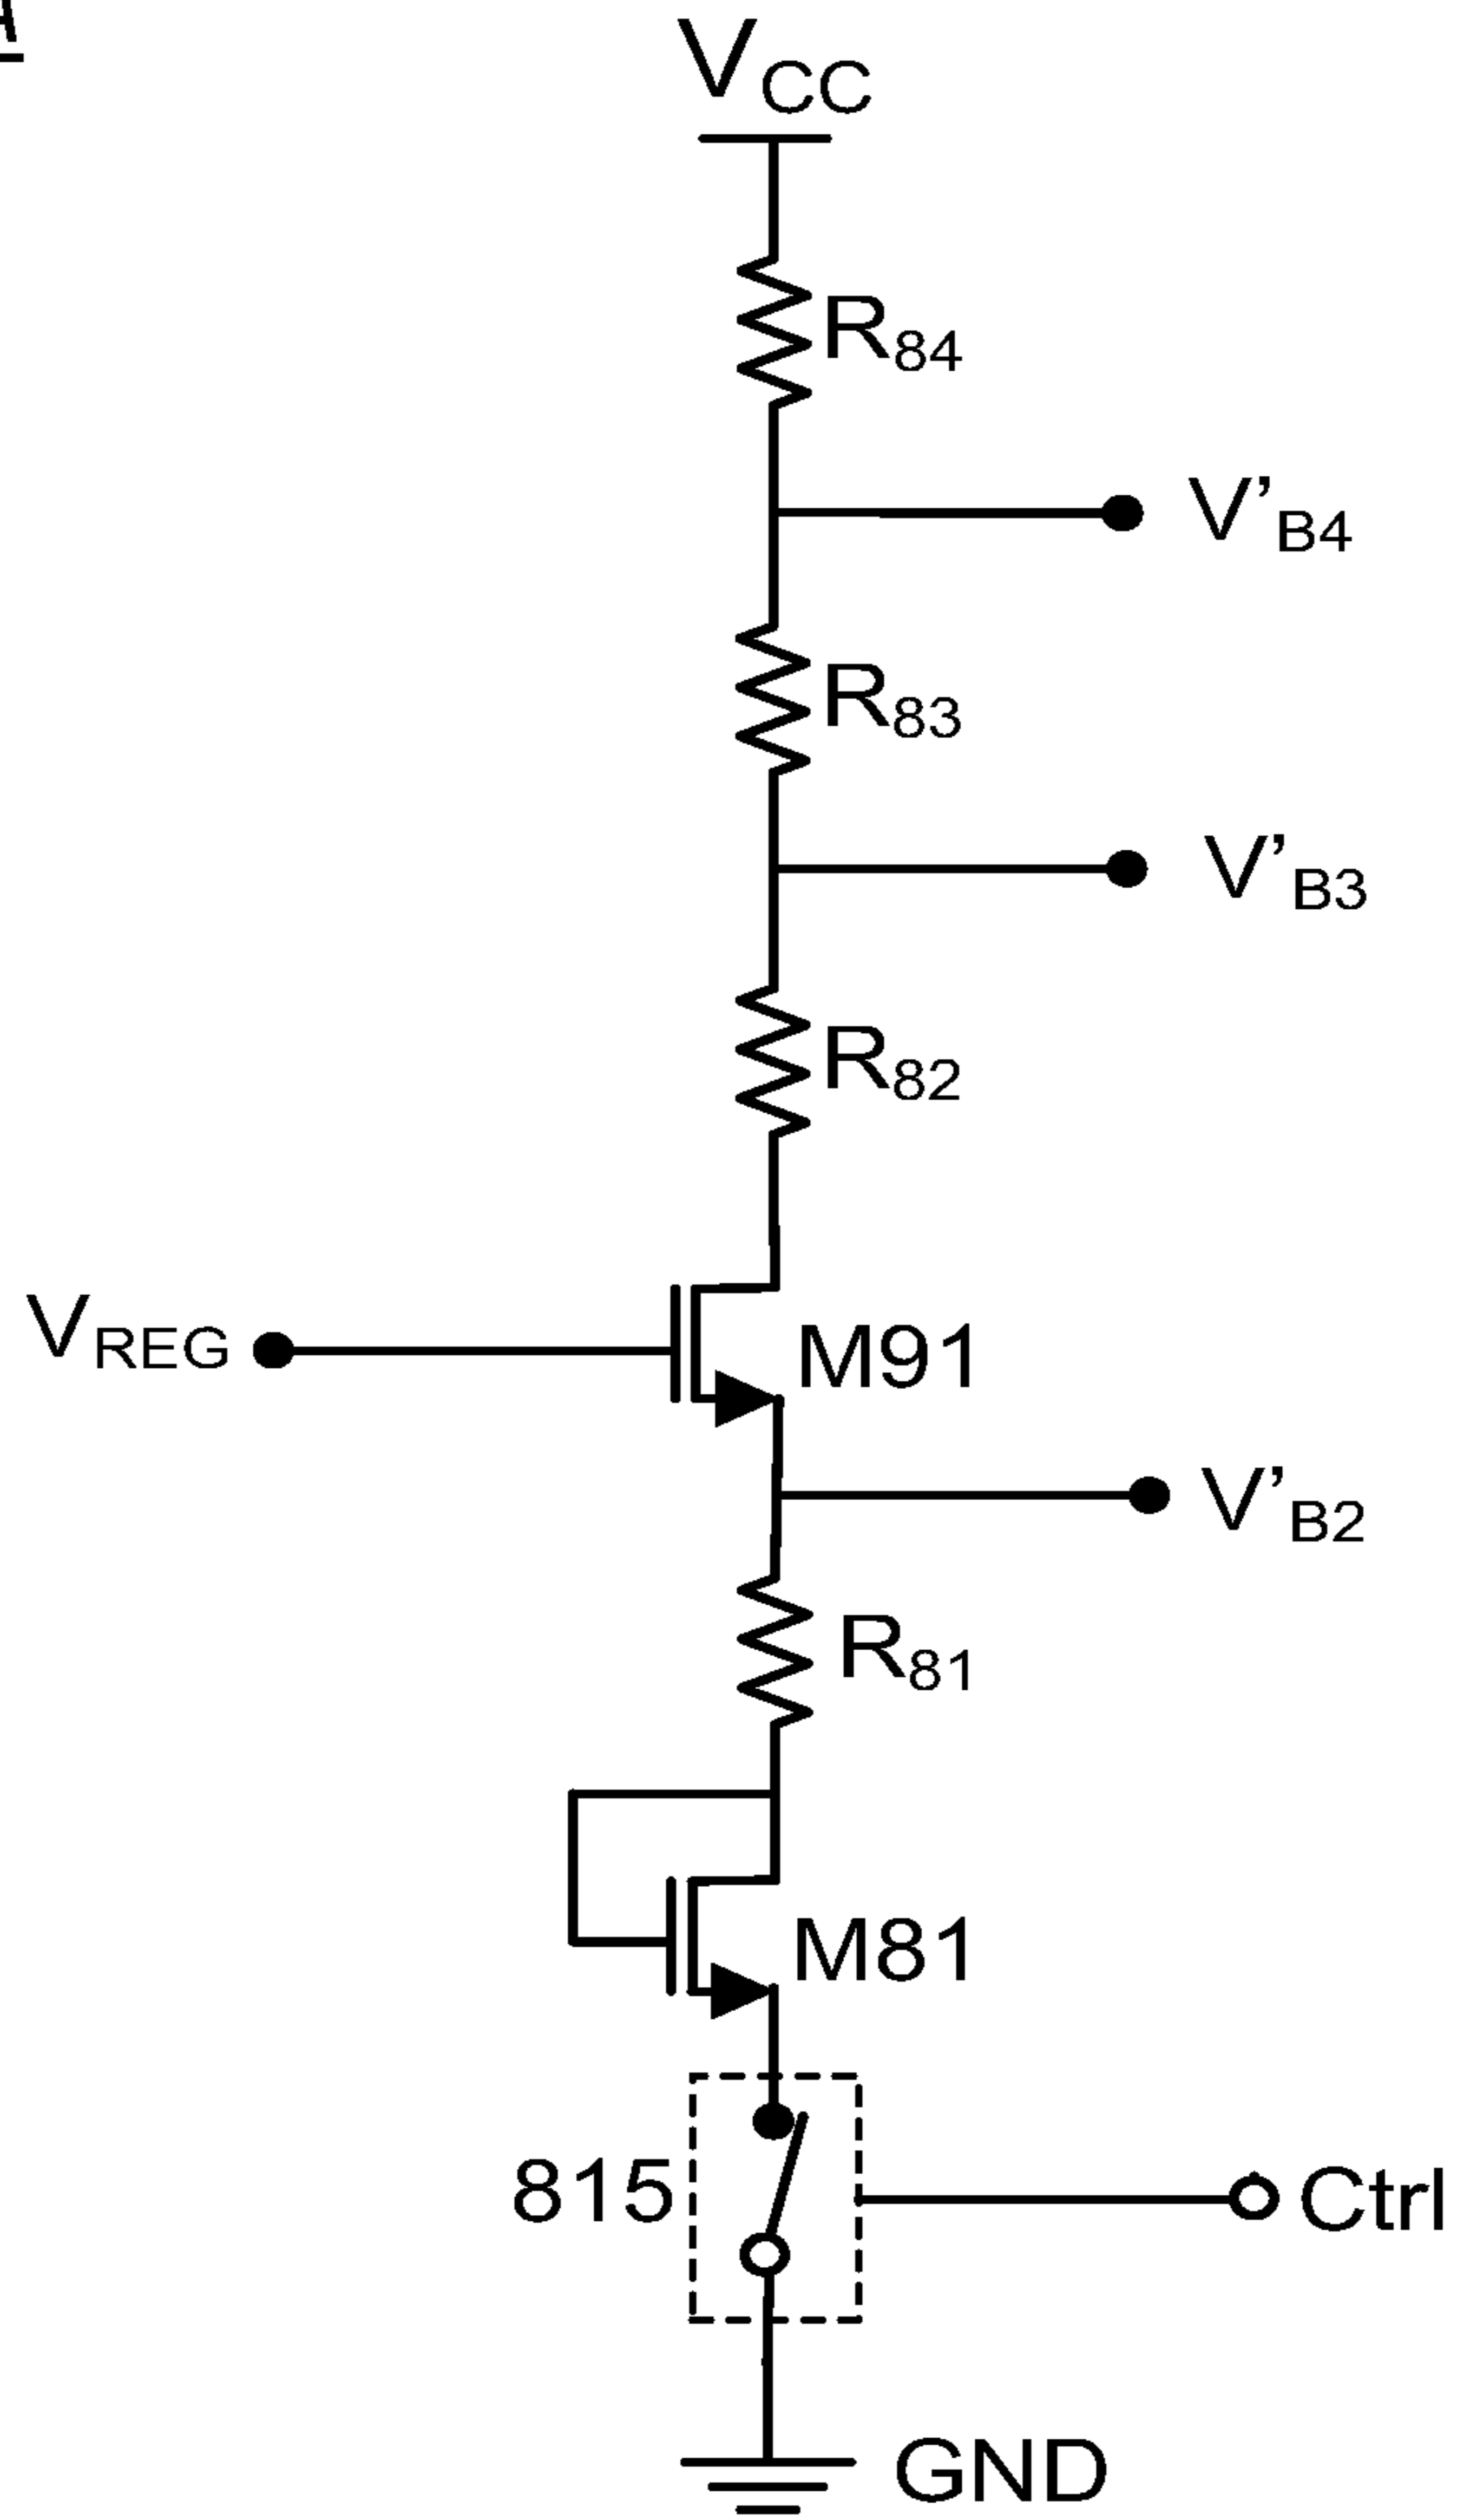 A
VCC
R84
V'B4
R83
V'B3
R82
VREG
M91
V'B2
R81
M81
815
Ctrl
GND